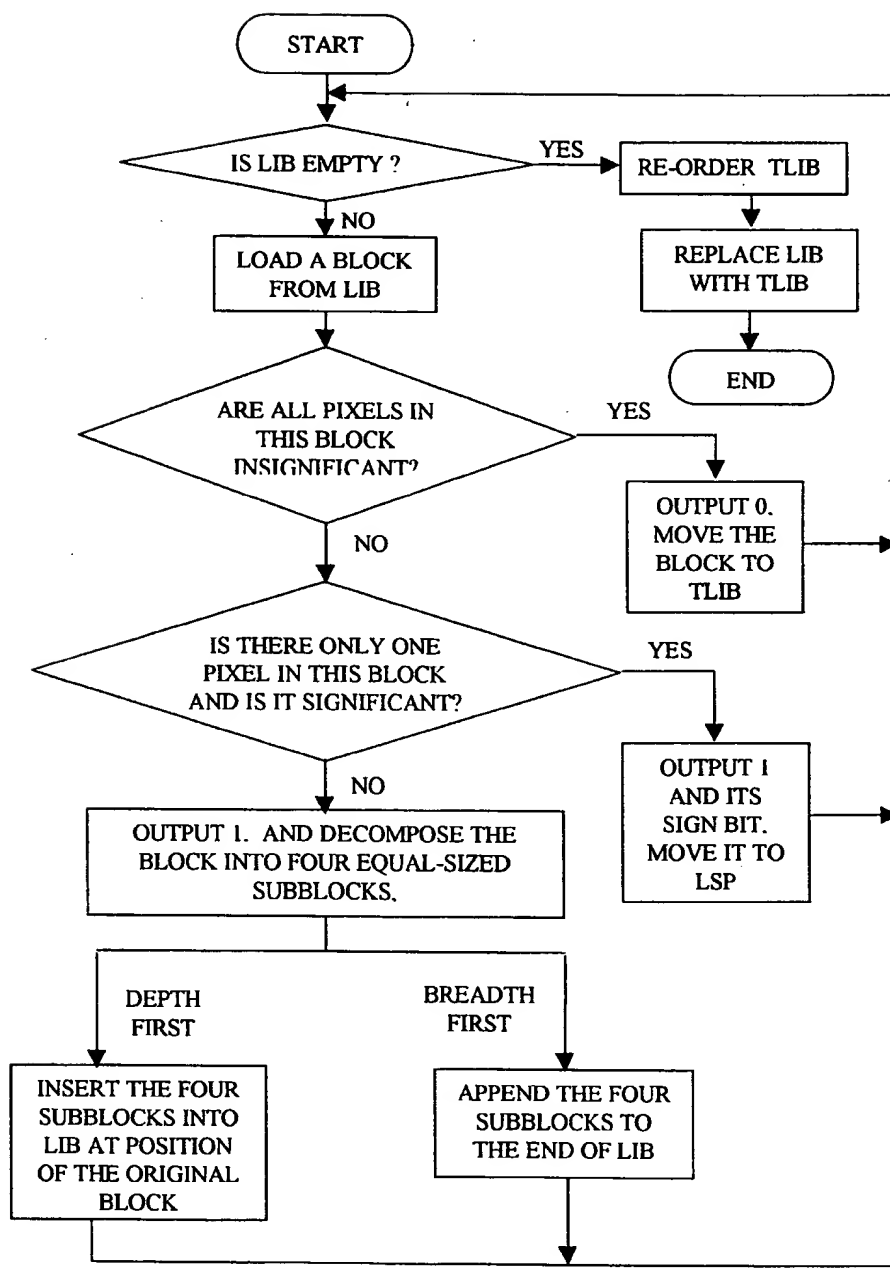 START
IS LIB EMPTY ?
YES
RE-ORDER TLIB
NO
LOAD A BLOCK
FROM LIB
REPLACE LIB
WITH TLIB
END
ARE ALL PIXELS IN
THIS BLOCK
INSIGNIFICANT?
YES
OUTPUT 0.
MOVE THE
BLOCK TO
TLIB
NO
IS THERE ONLY ONE
PIXEL IN THIS BLOCK
AND IS IT SIGNIFICANT?
YES
OUTPUT 1
AND ITS
SIGN BIT.
MOVE IT TO
LSP
NO
OUTPUT 1. AND DECOMPOSE THE
BLOCK INTO FOUR EQUAL-SIZED
SUBBLOCKS.
DEPTH
FIRST
BREADTH
FIRST
INSERT THE FOUR
SUBBLOCKS INTO
LIB AT POSITION
OF THE ORIGINAL
BLOCK
APPEND THE FOUR
SUBBLOCKS TO
THE END OF LIB